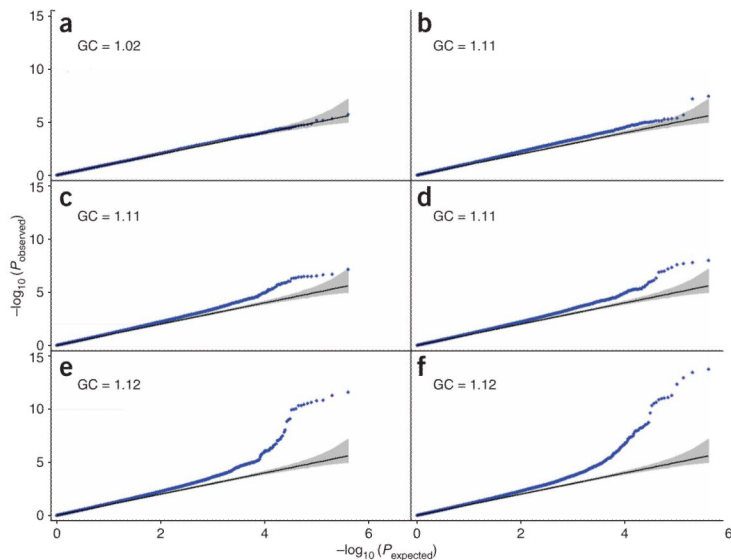 a
GC = 1.02
b
GC = 1.11
c
GC = 1.11
d
GC = 1.11
e
GC = 1.12
f
GC = 1.12
15
10
5
0
15
10
5
0
15
10
5
0
−log10 (Pobserved)
0 2 4 6
0 2 4 6
−log10 (Pexpected)